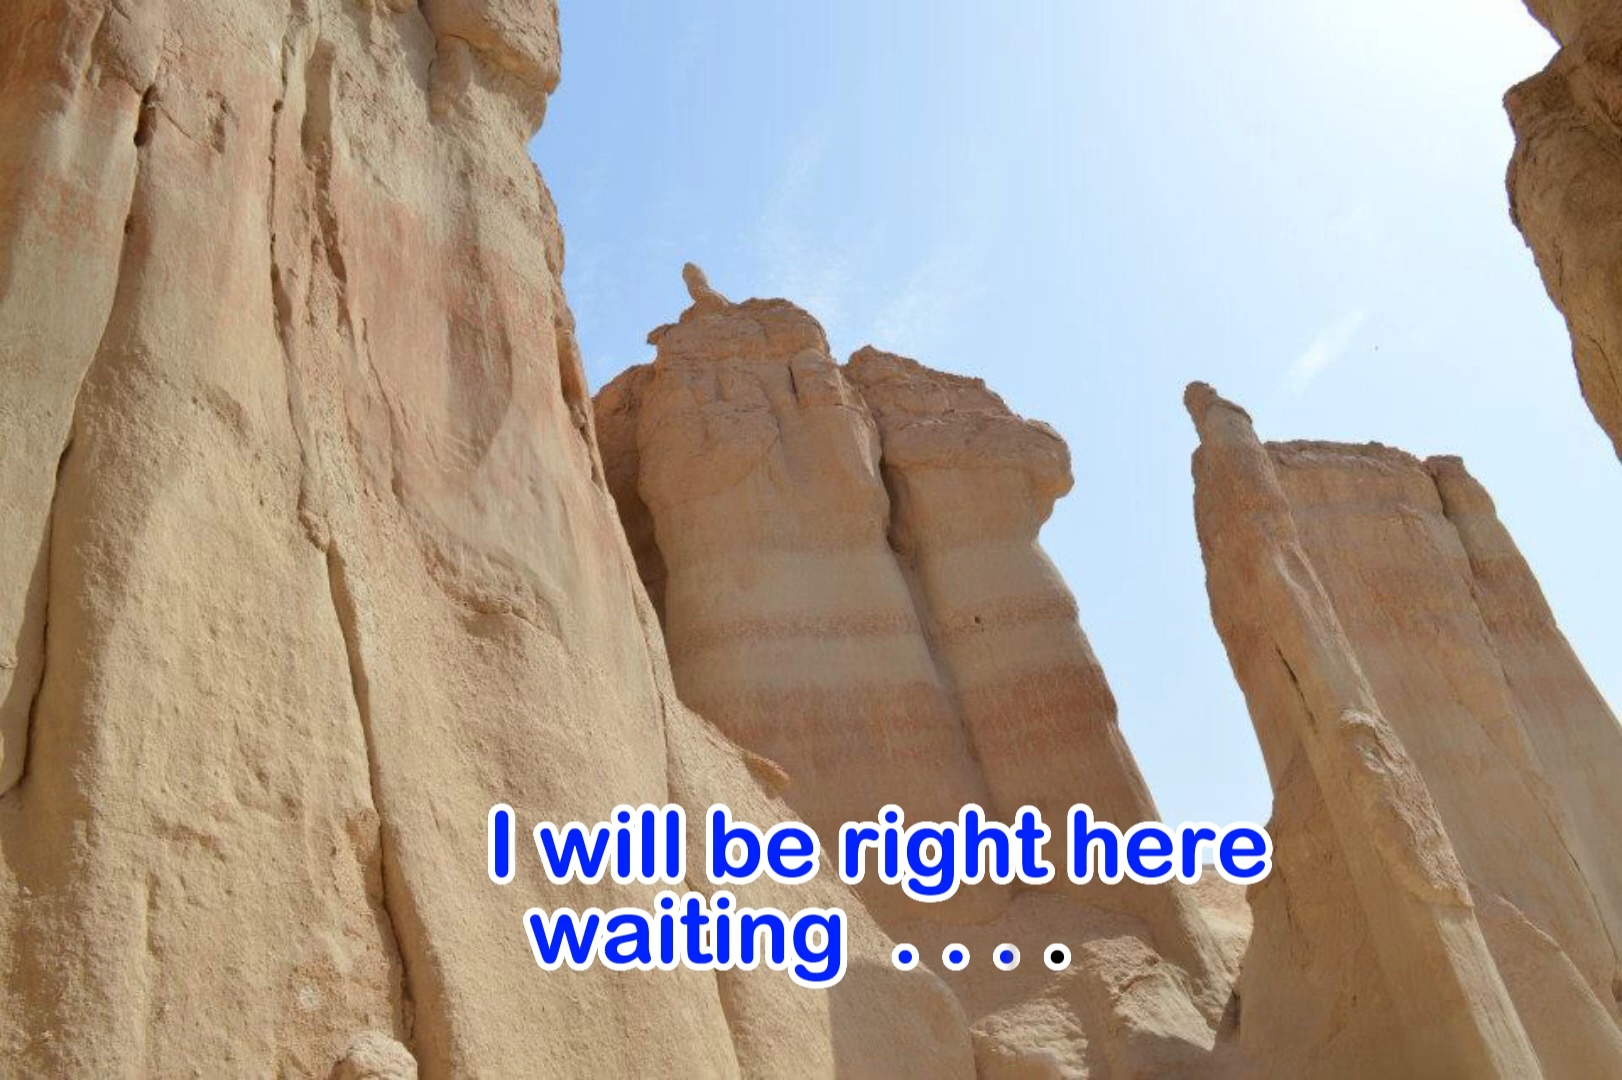 I will be right here
waiting . . . .